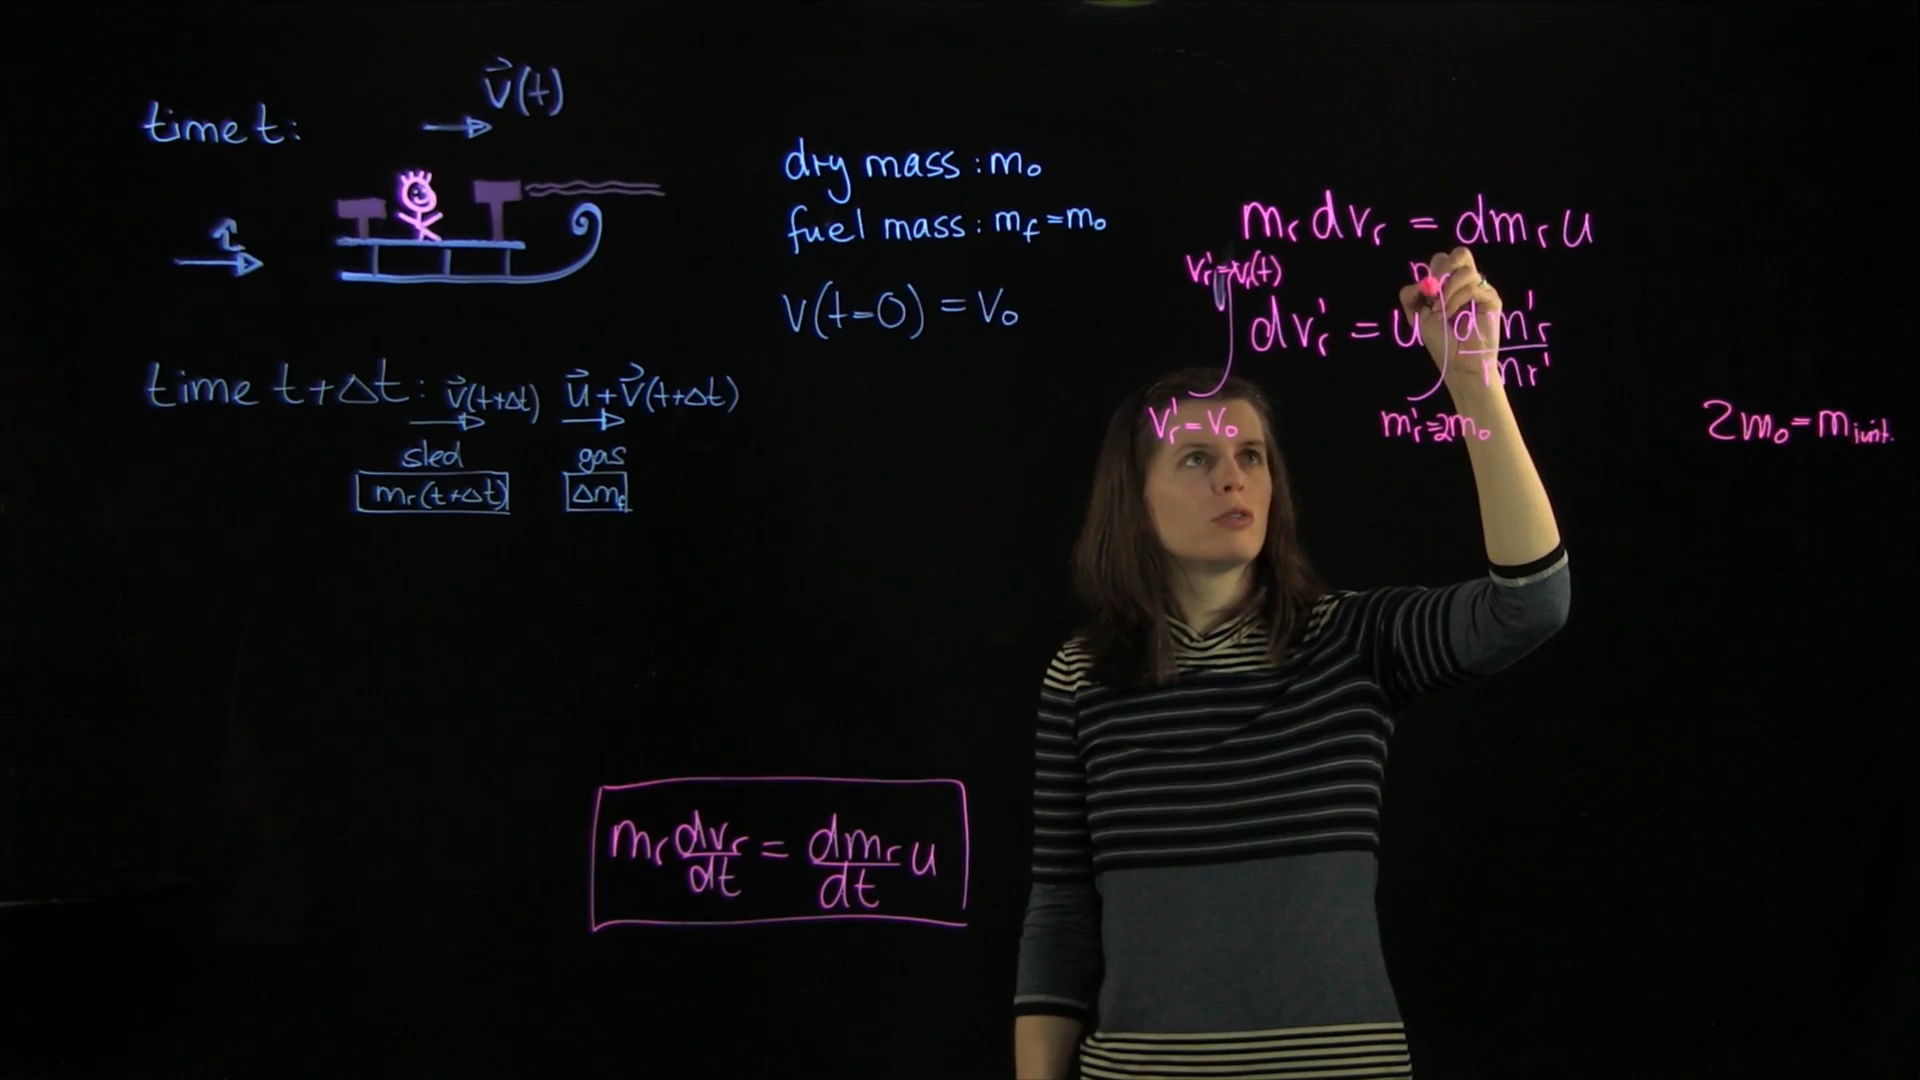 time t:
v⃗(t)
î
dry mass : m₀
fuel mass : m_f = m₀
v(t=0) = v₀
time t+Δt : v⃗(t+Δt) u⃗+v⃗(t+Δt)
sled gas
m_r(t+Δt) Δm_f
m_r dv_r/dt = dm_r/dt u
m_r dv_r = dm_r u
v_r'=v_r(t)
∫ dv_r' = u ∫ dm_r'/m_r'
v_r'=v₀ m_r'=2m₀
2m₀ = m_init.